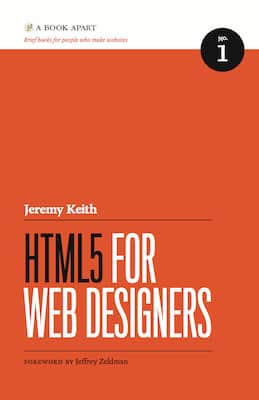 A BOOK APART
Brief books for people who make websites
No.
1
Jeremy Keith
HTML5 FOR
WEB DESIGNERS
FOREWORD BY Jeffrey Zeldman